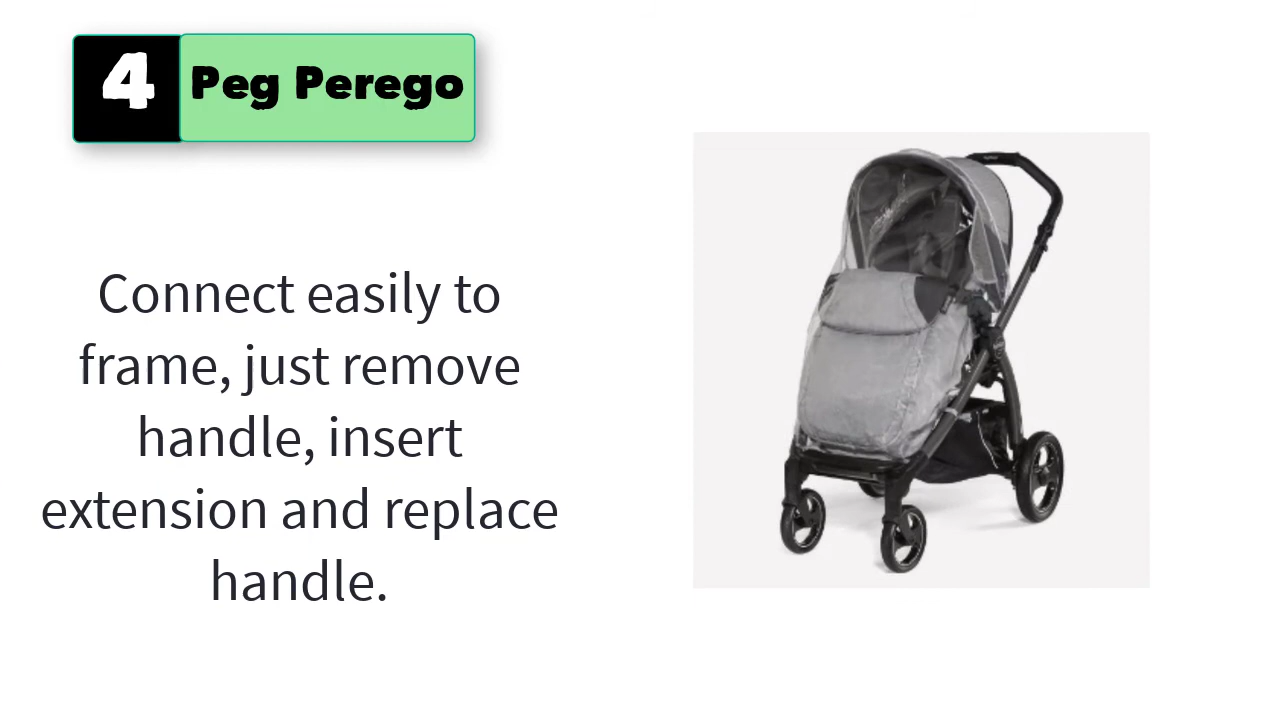 4 Peg Perego
Connect easily to
frame, just remove
handle, insert
extension and replace
handle.